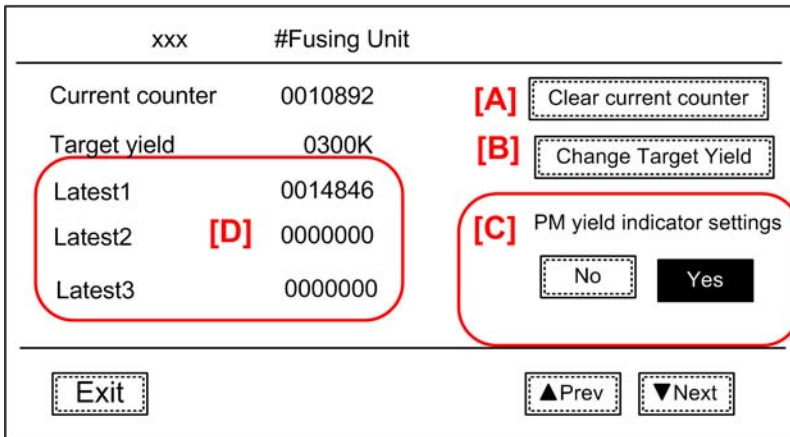 xxx #Fusing Unit
Current counter 0010892 [A] Clear current counter
Target yield 0300K [B] Change Target Yield
Latest1 0014846
[C] PM yield indicator settings
Latest2 [D] 0000000
No Yes
Latest3 0000000
Exit ▲Prev ▼Next